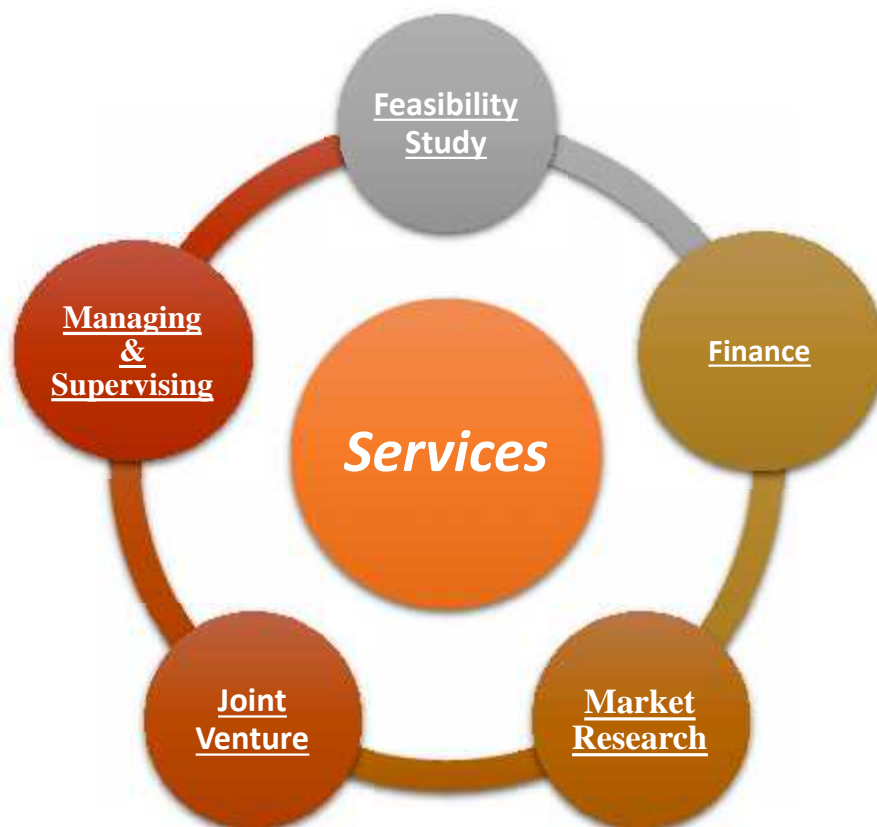 Feasibility
Study
Managing
&
Supervising
Finance
Services
Joint
Venture
Market
Research